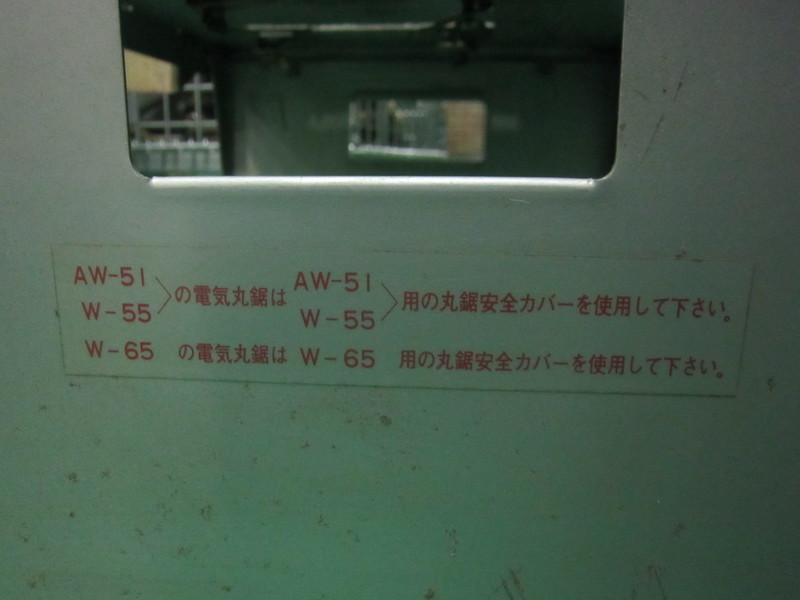 AW-51 AW-51
〉の電気丸鋸は 〉用の丸鋸安全カバーを使用して下さい。
W-55 W-55
W-65 の電気丸鋸は W-65 用の丸鋸安全カバーを使用して下さい。